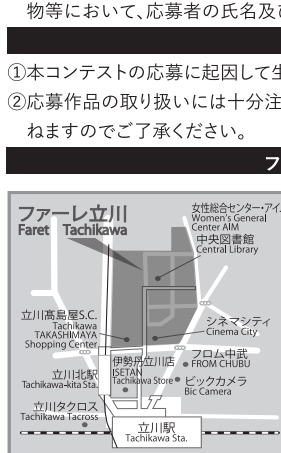 物等において、応募者の氏名及び
①本コンテストの応募に起因して生
②応募作品の取り扱いには十分注
ねますのでご了承ください。
フ
ファーレ立川
Faret Tachikawa
女性総合センター・アイ
Women's General
Center AIM
中央図書館
Central Library
立川髙島屋S.C.
Tachikawa
TAKASHIMAYA
Shopping Center
シネマシティ
Cinema City
伊勢丹立川店
ISETAN
Tachikawa Store
フロム中武
FROM CHUBU
立川北駅
Tachikawa-kita Sta.
ビックカメラ
Bic Camera
立川タクロス
Tachikawa Tacross
立川駅
Tachikawa Sta.